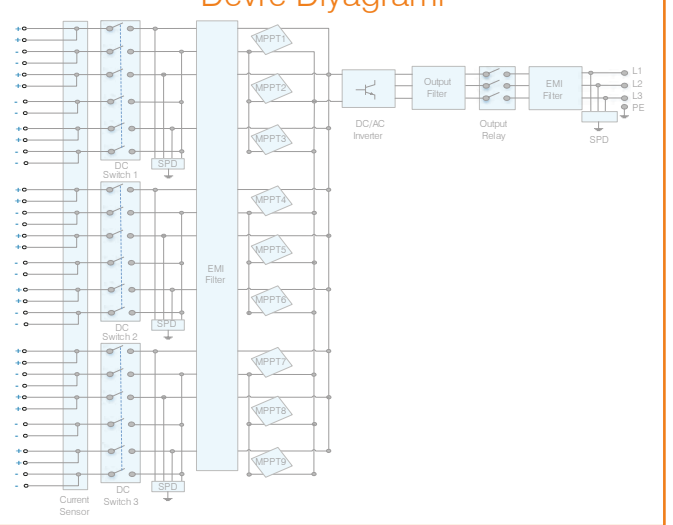 Devre Diyagramı
MPPT1
MPPT2
MPPT3
SPD
DC
Switch 1
MPPT4
MPPT5
MPPT6
SPD
DC
Switch 2
MPPT7
MPPT8
MPPT9
SPD
DC
Switch 3
Current
Sensor
EMI
Filter
DC/AC
Inverter
Output
Filter
Output
Relay
EMI
Filter
L1
L2
L3
PE
SPD